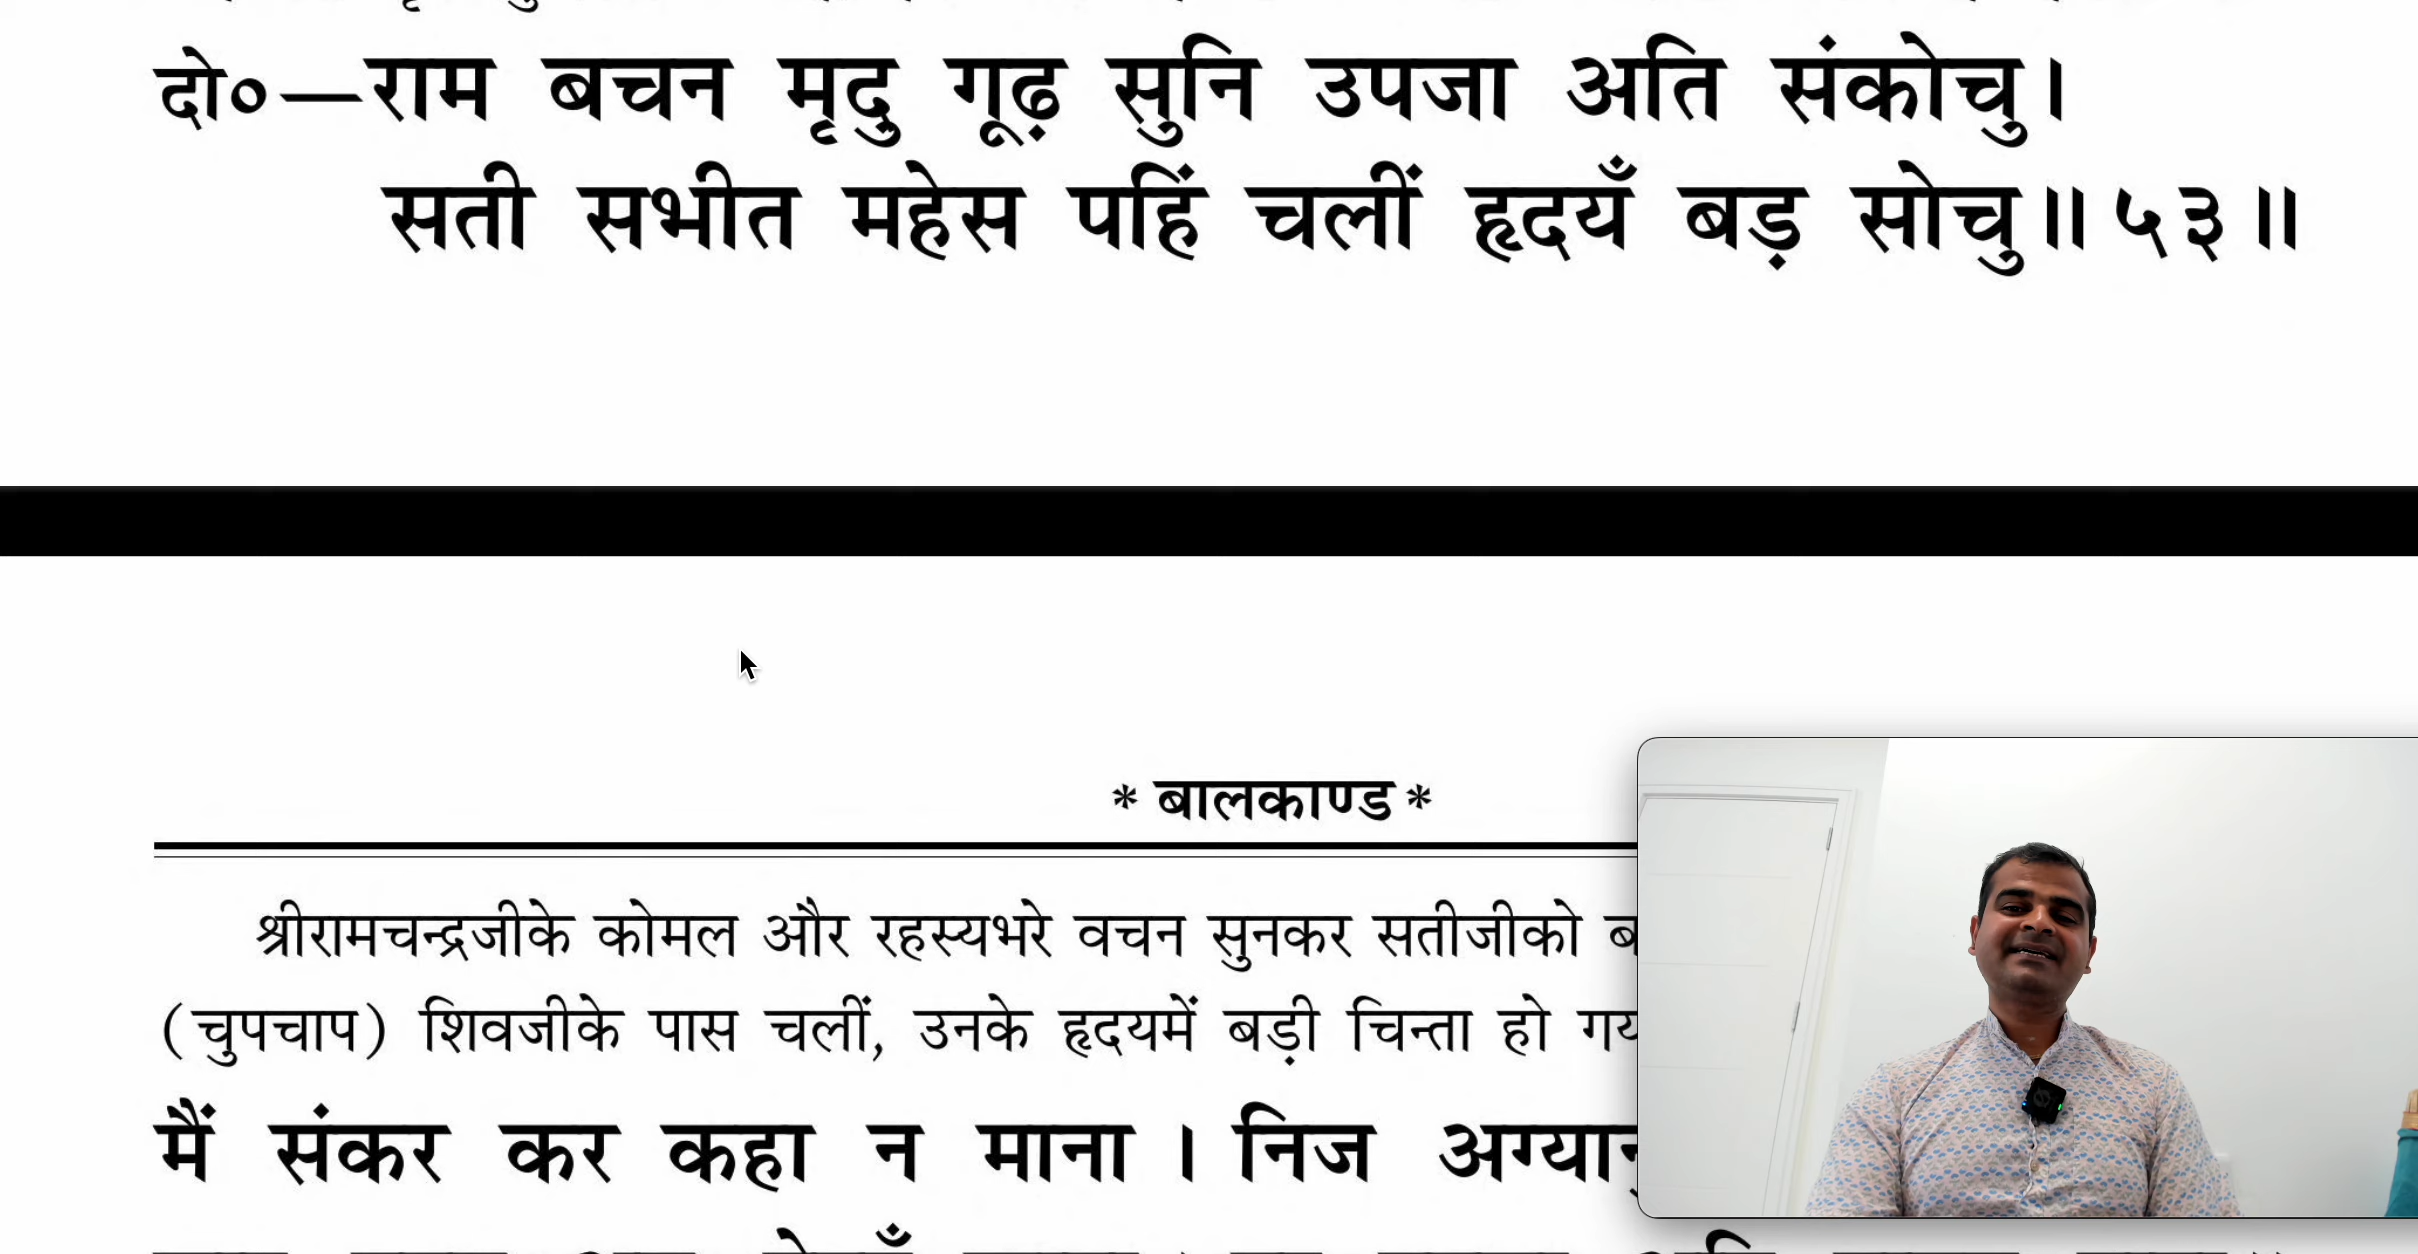 दो०—राम बचन मृदु गूढ़ सुनि उपजा अति संकोचु।
सती सभीत महेस पहिं चलीं हृदयँ बड़ सोचु॥ ५३॥
* बालकाण्ड *
श्रीरामचन्द्रजीके कोमल और रहस्यभरे वचन सुनकर सतीजीको
(चुपचाप) शिवजीके पास चलीं, उनके हृदयमें बड़ी चिन्ता हो
मैं संकर कर कहा न माना । निज